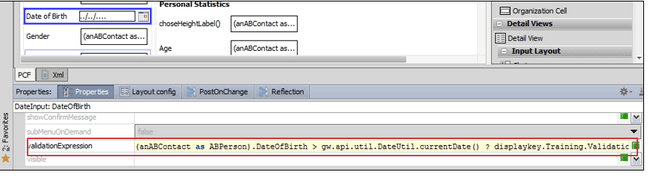 Personal Statistics
Organization Cell
Date of Birth
../../....
choseHeightLabel()
(anABContact as...
Detail Views
Gender
(anABContact as...
Detail View
Age
(anABContact as...
Input Layout
PCF
Xml
Properties:
Properties
Layout config
PostOnChange
Reflection
DateInput: DateOfBirth
showConfirmMessage
subMenuOnDemand
false
validationExpression
(anABContact as ABPerson).DateOfBirth > gw.api.util.DateUtil.currentDate() ? displaykey.Training.Validatio
visible
2: Favorites